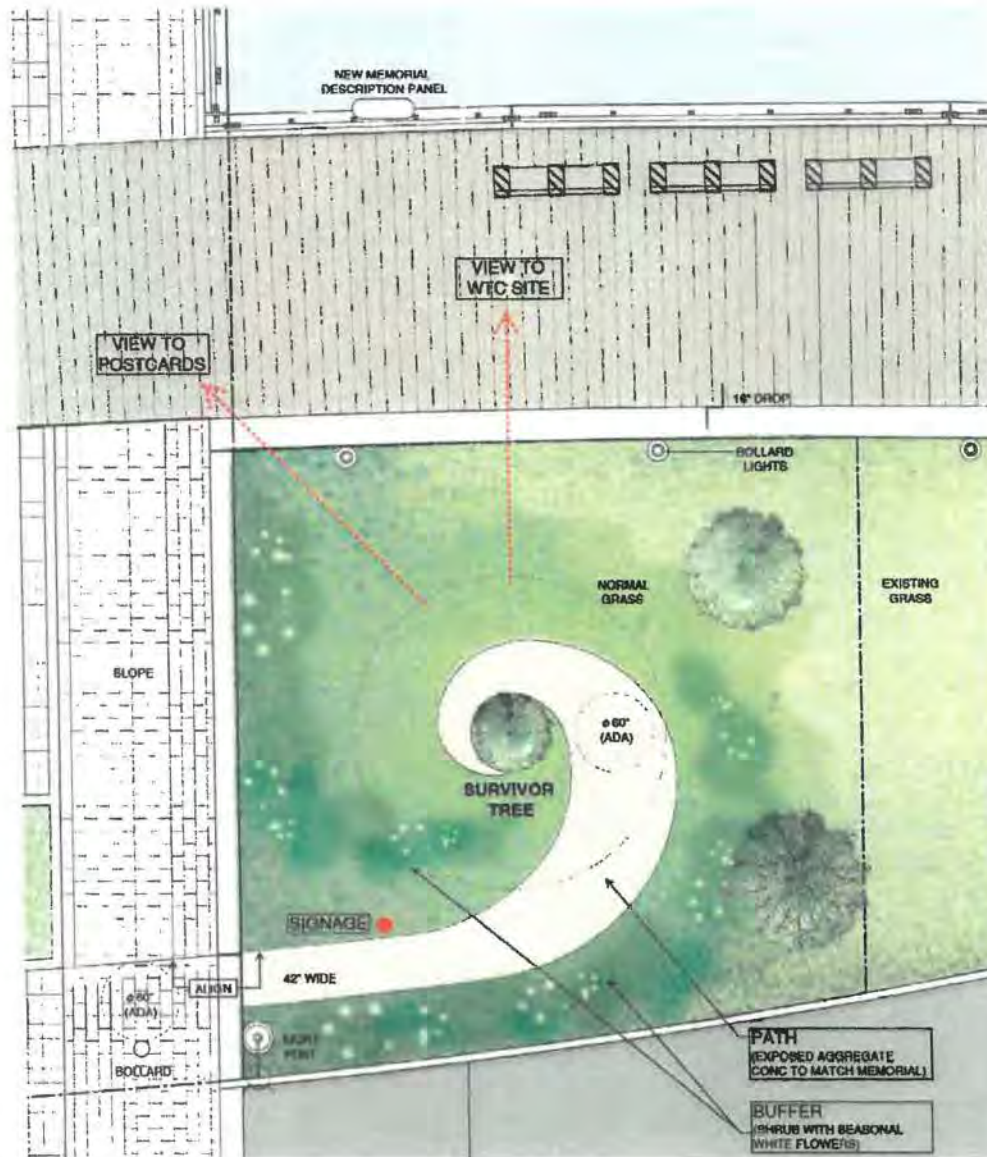 NEW MEMORIAL
DESCRIPTION PANEL
VIEW TO
WTC SITE
VIEW TO
POSTCARDS
16" DROP
BOLLARD
LIGHTS
NORMAL
GRASS
EXISTING
GRASS
SLOPE
ø 60"
(ADA)
SURVIVOR
TREE
SIGNAGE
42" WIDE
ALIGN
ø 60"
(ADA)
LIGHT
POST
BOLLARD
PATH
(EXPOSED AGGREGATE
CONC TO MATCH MEMORIAL)
BUFFER
(SHRUB WITH SEASONAL
WHITE FLOWERS)